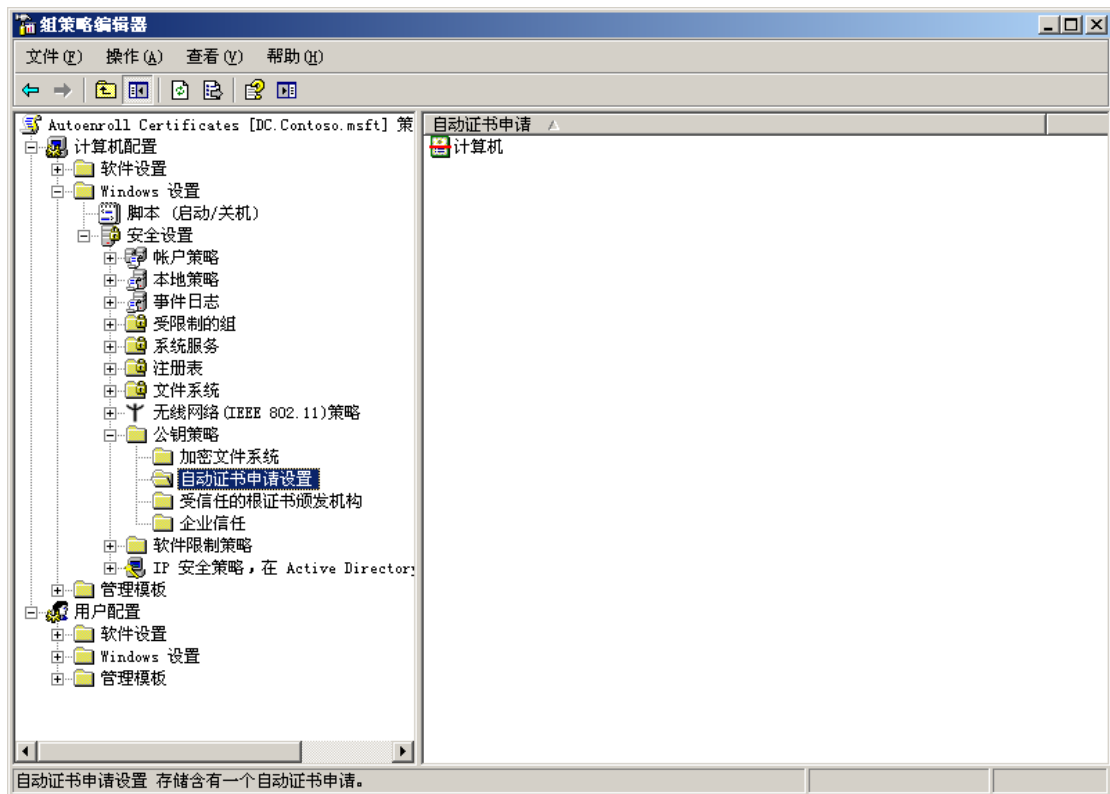 组策略编辑器
文件(F) 操作(A) 查看(V) 帮助(H)
Autoenroll Certificates [DC.Contoso.msft] 策
计算机配置
软件设置
Windows 设置
脚本 (启动/关机)
安全设置
帐户策略
本地策略
事件日志
受限制的组
系统服务
注册表
文件系统
无线网络(IEEE 802.11)策略
公钥策略
加密文件系统
自动证书申请设置
受信任的根证书颁发机构
企业信任
软件限制策略
IP 安全策略，在 Active Directory
管理模板
用户配置
软件设置
Windows 设置
管理模板
自动证书申请
计算机
自动证书申请设置 存储含有一个自动证书申请。